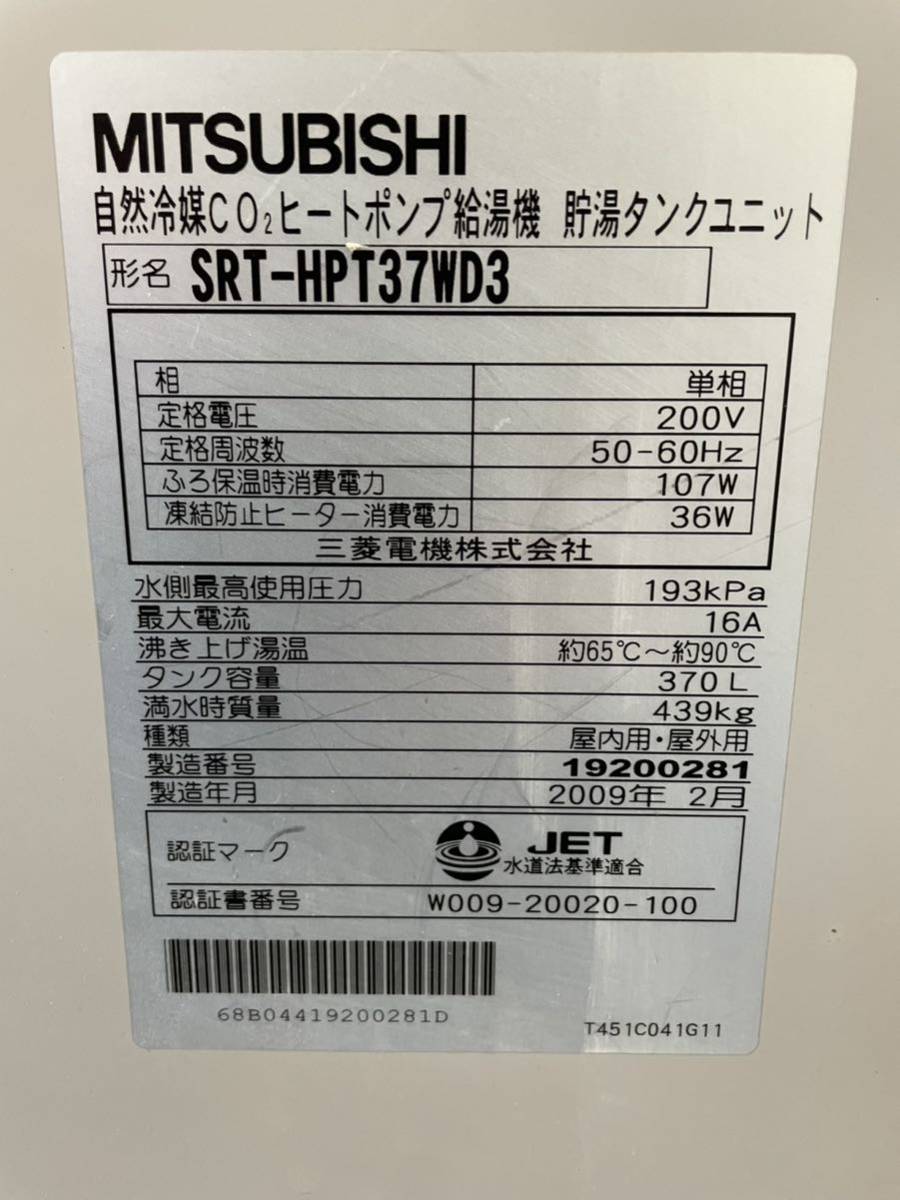 MITSUBISHI
自然冷媒CO₂ヒートポンプ給湯機 貯湯タンクユニット
形名 SRT-HPT37WD3
相 単相
定格電圧 200V
定格周波数 50-60Hz
ふろ保温時消費電力 107W
凍結防止ヒーター消費電力 36W
三菱電機株式会社
水側最高使用圧力 193kPa
最大電流 16A
沸き上げ湯温 約65℃～約90℃
タンク容量 370L
満水時質量 439kg
種類 屋内用・屋外用
製造番号 19200281
製造年月 2009年 2月
認証マーク JET
水道法基準適合
認証書番号 W009-20020-100
68B04419200281D
T451C041G11